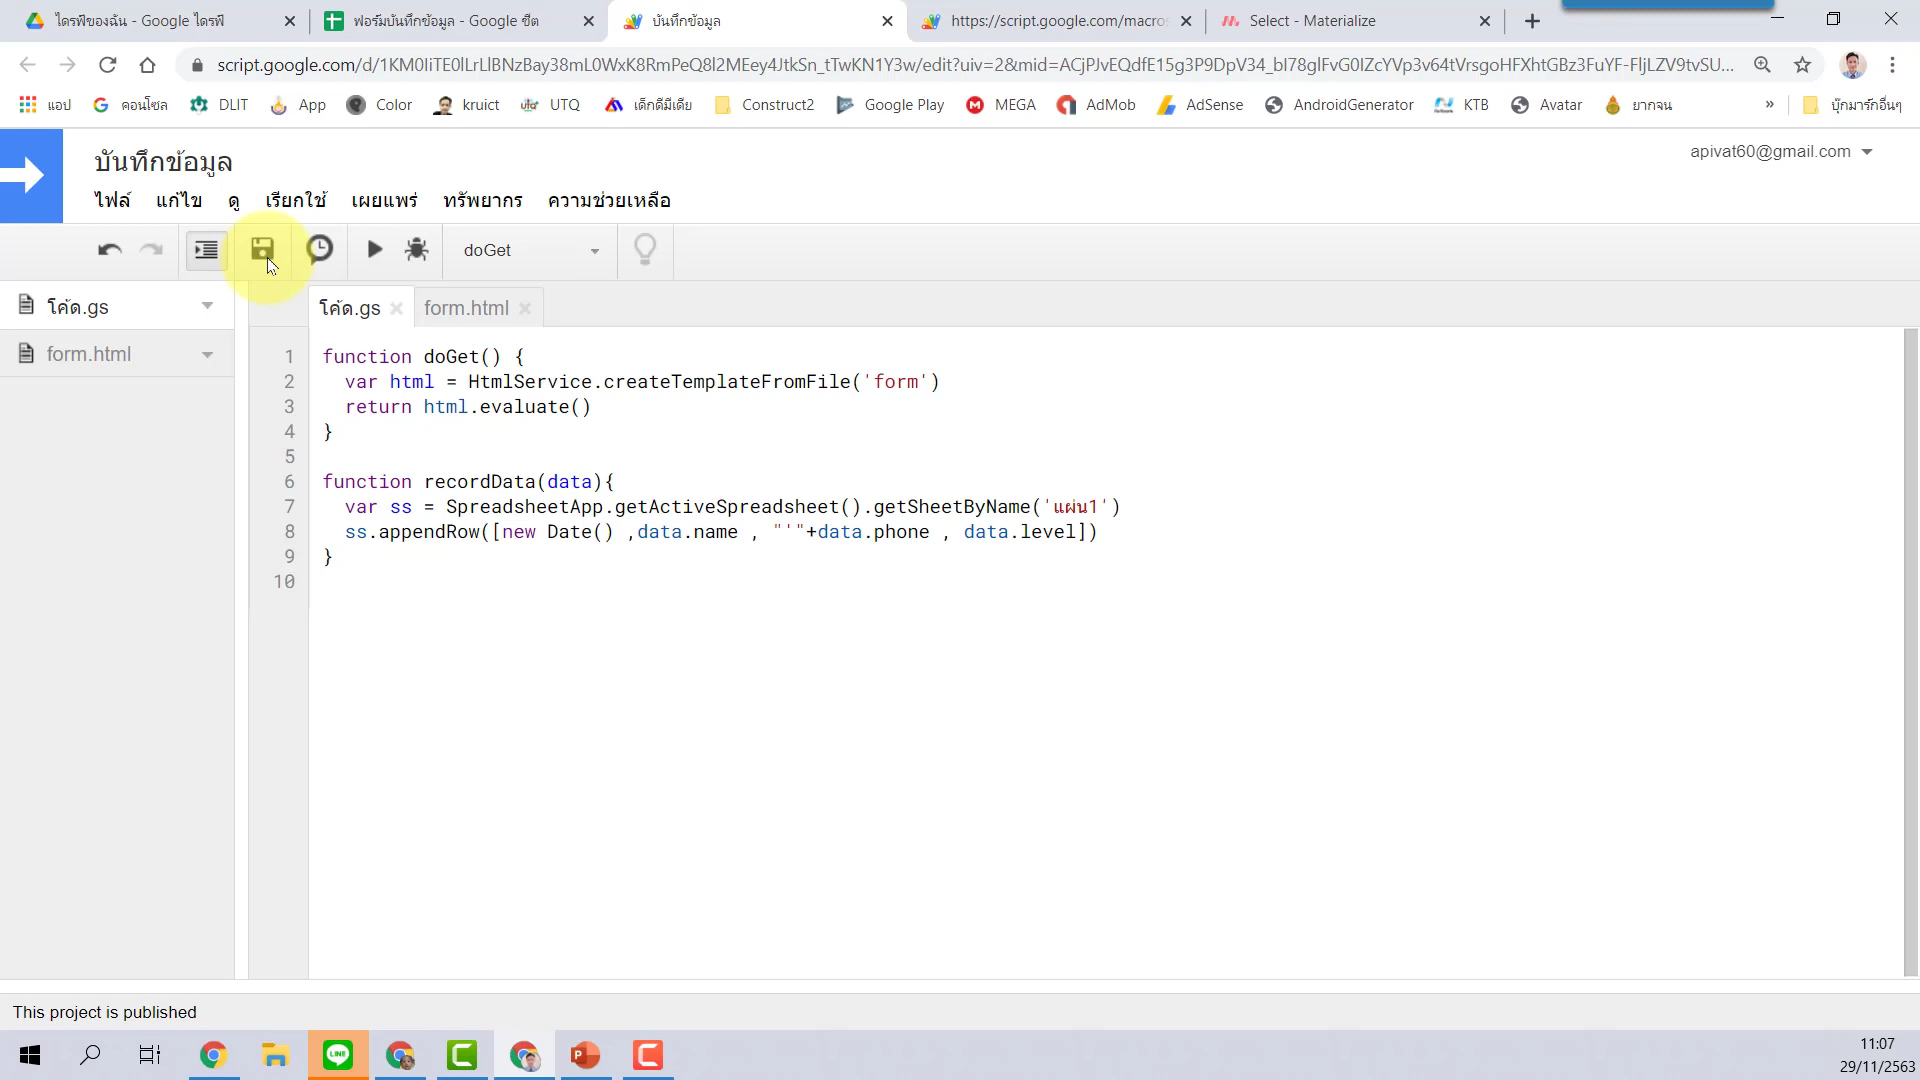 ไดรฟ์ของฉัน - Google ไดรฟ์
ฟอร์มบันทึกข้อมูล - Google ชีต
บันทึกข้อมูล
https://script.google.com/macros
Select - Materialize
script.google.com/d/1KM0IiTE0lLrLlBNzBay38mL0WxK8RmPeQ8l2MEey4JtkSn_tTwKN1Y3w/edit?uiv=2&mid=ACjPJvEQdfE15g3P9DpV34_bI78glFvG0IZcYVp3v64tVrsgoHFXhtGBz3FuYF-FljLZV9tvSU...
แอป
คอนโซล
DLIT
App
Color
kruict
UTQ
เด็กดีมีเดีย
Construct2
Google Play
MEGA
AdMob
AdSense
AndroidGenerator
KTB
Avatar
ยากจน
»
บุ๊กมาร์กอื่นๆ
บันทึกข้อมูล
apivat60@gmail.com
ไฟล์ แก้ไข ดู เรียกใช้ เผยแพร่ ทรัพยากร ความช่วยเหลือ
doGet
โค้ด.gs
form.html
โค้ด.gs
form.html
1 function doGet() {
2 var html = HtmlService.createTemplateFromFile('form')
3 return html.evaluate()
4 }
5
6 function recordData(data){
7 var ss = SpreadsheetApp.getActiveSpreadsheet().getSheetByName('แผ่น1')
8 ss.appendRow([new Date() ,data.name , "'"+data.phone , data.level])
9 }
10
This project is published
LINE
11:07
29/11/2563